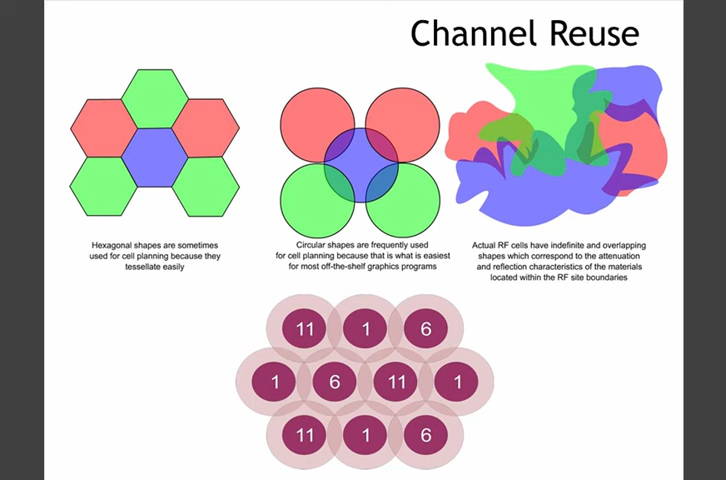 Channel Reuse
Hexagonal shapes are sometimes
used for cell planning because they
tessellate easily
Circular shapes are frequently used
for cell planning because that is what is easiest
for most off-the-shelf graphics programs
Actual RF cells have indefinite and overlapping
shapes which correspond to the attenuation
and reflection characteristics of the materials
located within the RF site boundaries
11 1 6
1 6 11 1
11 1 6